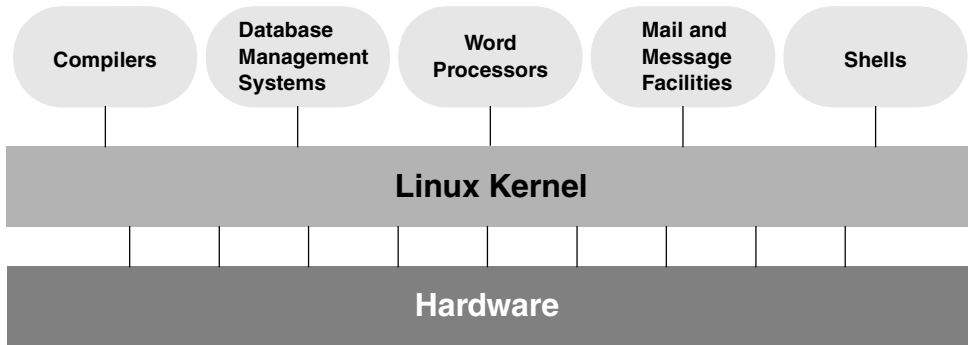 Compilers
Database
Management
Systems
Word
Processors
Mail and
Message
Facilities
Shells
Linux Kernel
Hardware